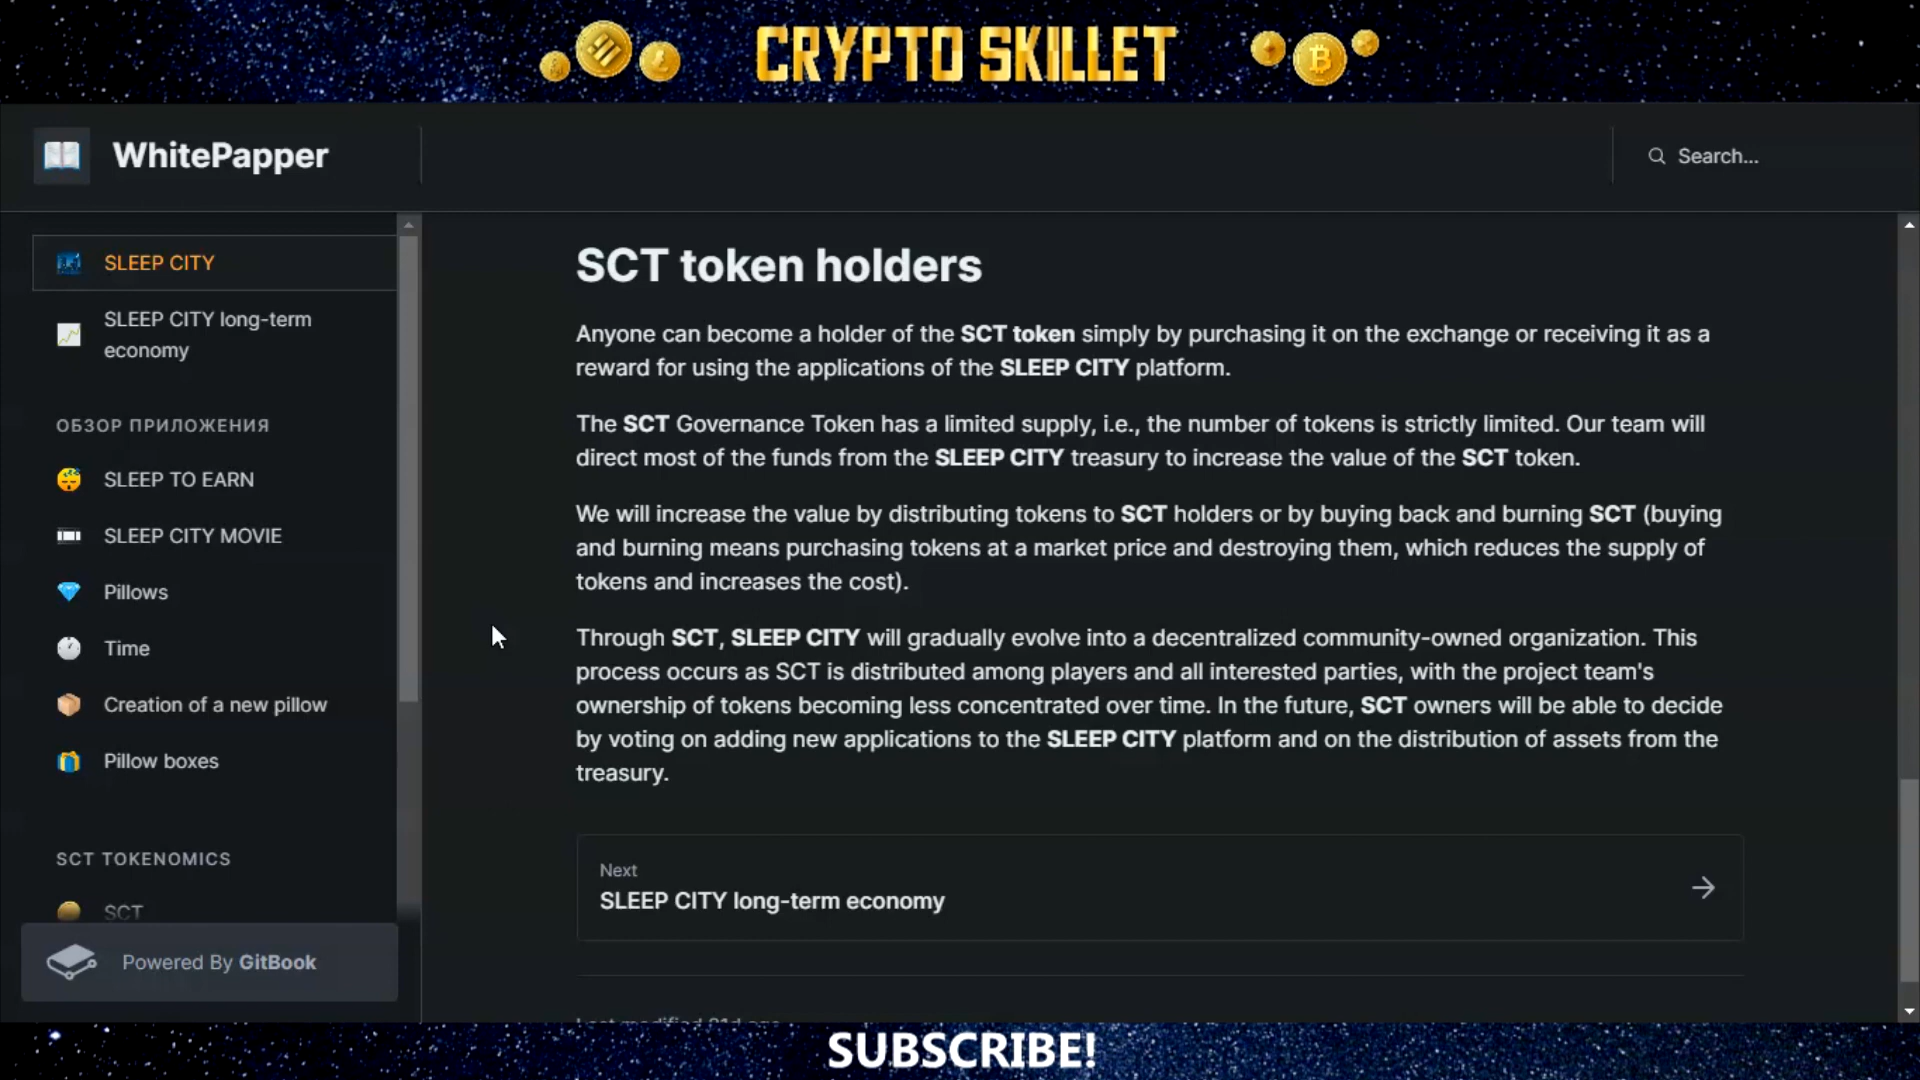 CRYPTO SKILLET
WhitePapper
Search...
SLEEP CITY
SLEEP CITY long-term
economy
ОБЗОР ПРИЛОЖЕНИЯ
SLEEP TO EARN
SLEEP CITY MOVIE
Pillows
Time
Creation of a new pillow
Pillow boxes
SCT TOKENOMICS
SCT
Powered By GitBook
SCT token holders
Anyone can become a holder of the SCT token simply by purchasing it on the exchange or receiving it as a
reward for using the applications of the SLEEP CITY platform.
The SCT Governance Token has a limited supply, i.e., the number of tokens is strictly limited. Our team will
direct most of the funds from the SLEEP CITY treasury to increase the value of the SCT token.
We will increase the value by distributing tokens to SCT holders or by buying back and burning SCT (buying
and burning means purchasing tokens at a market price and destroying them, which reduces the supply of
tokens and increases the cost).
Through SCT, SLEEP CITY will gradually evolve into a decentralized community-owned organization. This
process occurs as SCT is distributed among players and all interested parties, with the project team's
ownership of tokens becoming less concentrated over time. In the future, SCT owners will be able to decide
by voting on adding new applications to the SLEEP CITY platform and on the distribution of assets from the
treasury.
Next
SLEEP CITY long-term economy
Last modified
SUBSCRIBE!